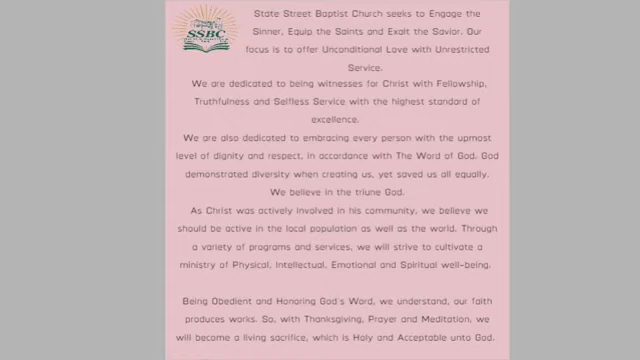 SSBC
State Street Baptist Church seeks to Engage the
Sinner, Equip the Saints and Exalt the Savior. Our
focus is to offer Unconditional Love with Unrestricted
Service.
We are dedicated to being witnesses for Christ with Fellowship,
Truthfulness and Selfless Service with the highest standard of
excellence.
We are also dedicated to embracing every person with the upmost
level of dignity and respect, in accordance with The Word of God. God
demonstrated diversity when creating us, yet saved us all equally.
We believe in the triune God.
As Christ was actively involved in his community, we believe we
should be active in the local population as well as the world. Through
a variety of programs and services, we will strive to cultivate a
ministry of Physical, Intellectual, Emotional and Spiritual well-being.
Being Obedient and Honoring God's Word, we understand, our faith
produces works. So, with Thanksgiving, Prayer and Meditation, we
will become a living sacrifice, which is Holy and Acceptable unto God.